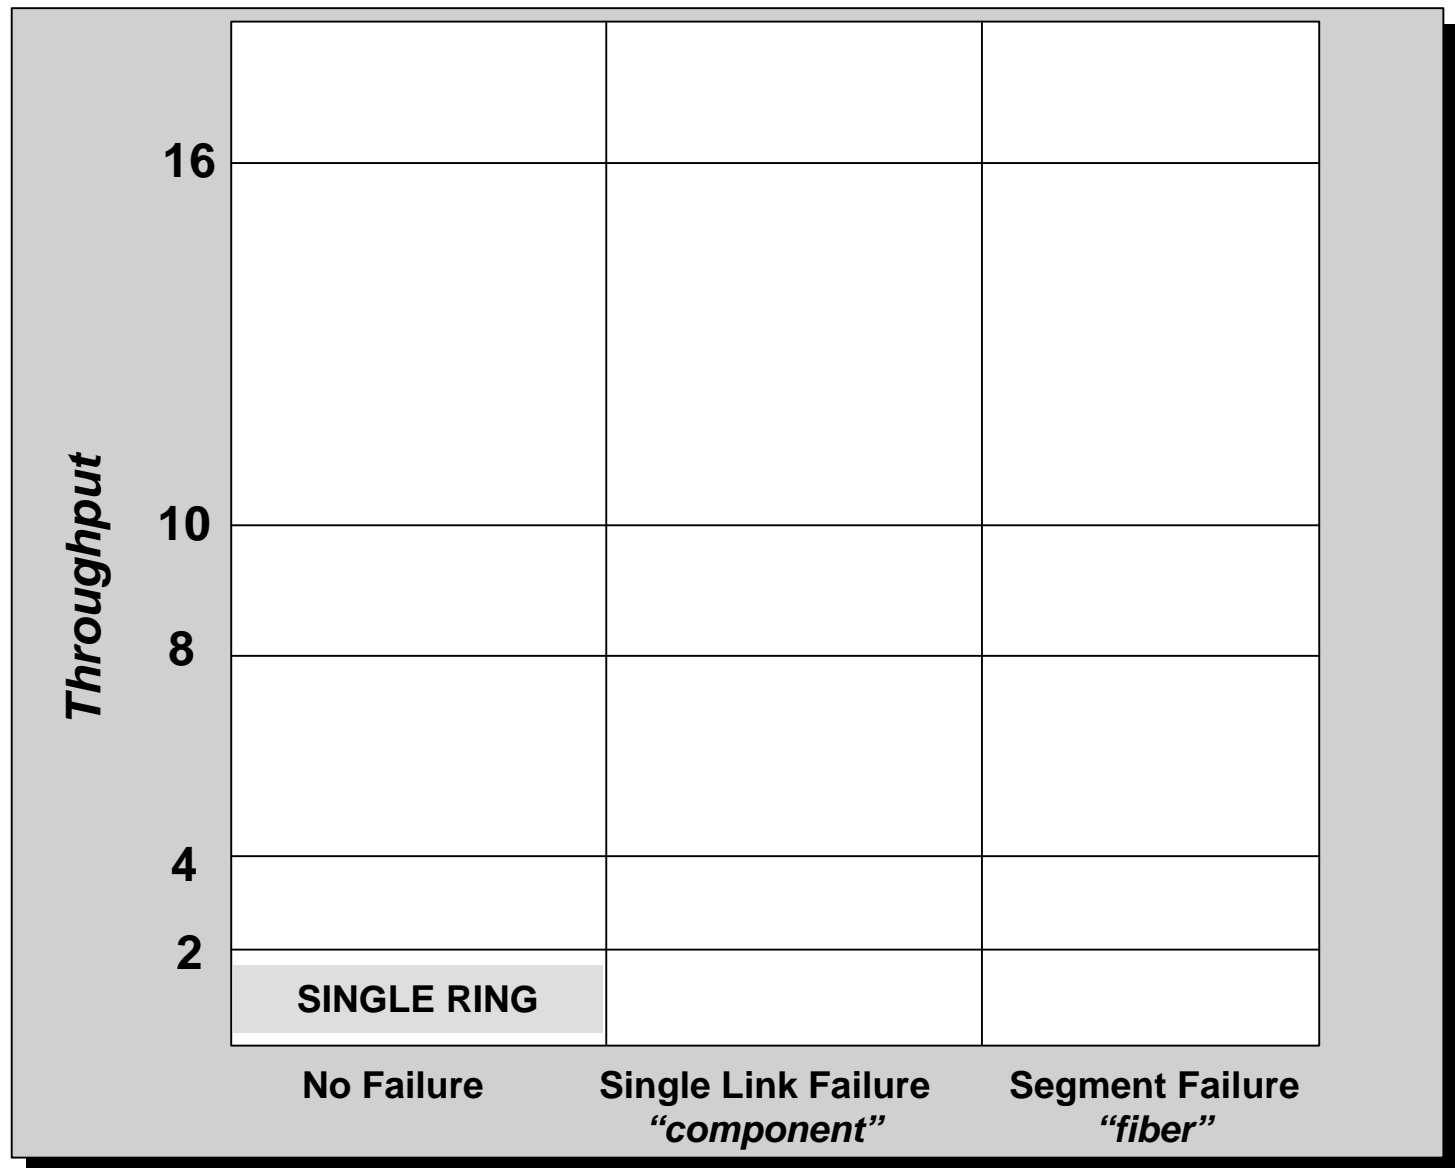 16
10
Throughput
8
4
2
SINGLE RING
No Failure
Single Link Failure
“component”
Segment Failure
“fiber”